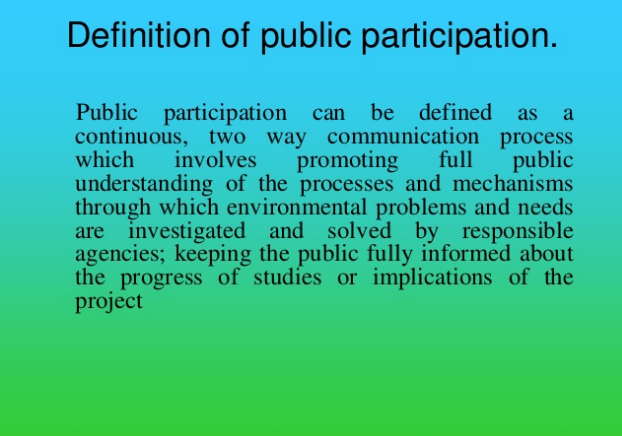 Definition of public participation.
Public participation can be defined as a
continuous, two way communication process
which involves promoting full public
understanding of the processes and mechanisms
through which environmental problems and needs
are investigated and solved by responsible
agencies; keeping the public fully informed about
the progress of studies or implications of the
project